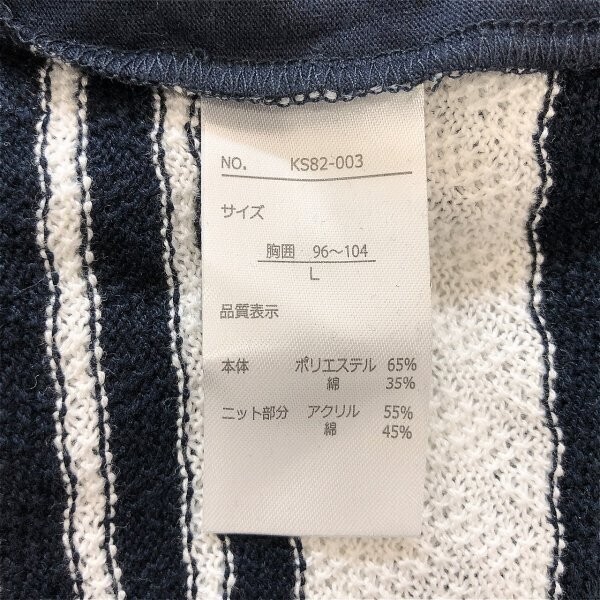 NO. KS82-003
サイズ
胸囲 96〜104
L
品質表示
本体 ポリエステル 65%
綿 35%
ニット部分 アクリル 55%
綿 45%